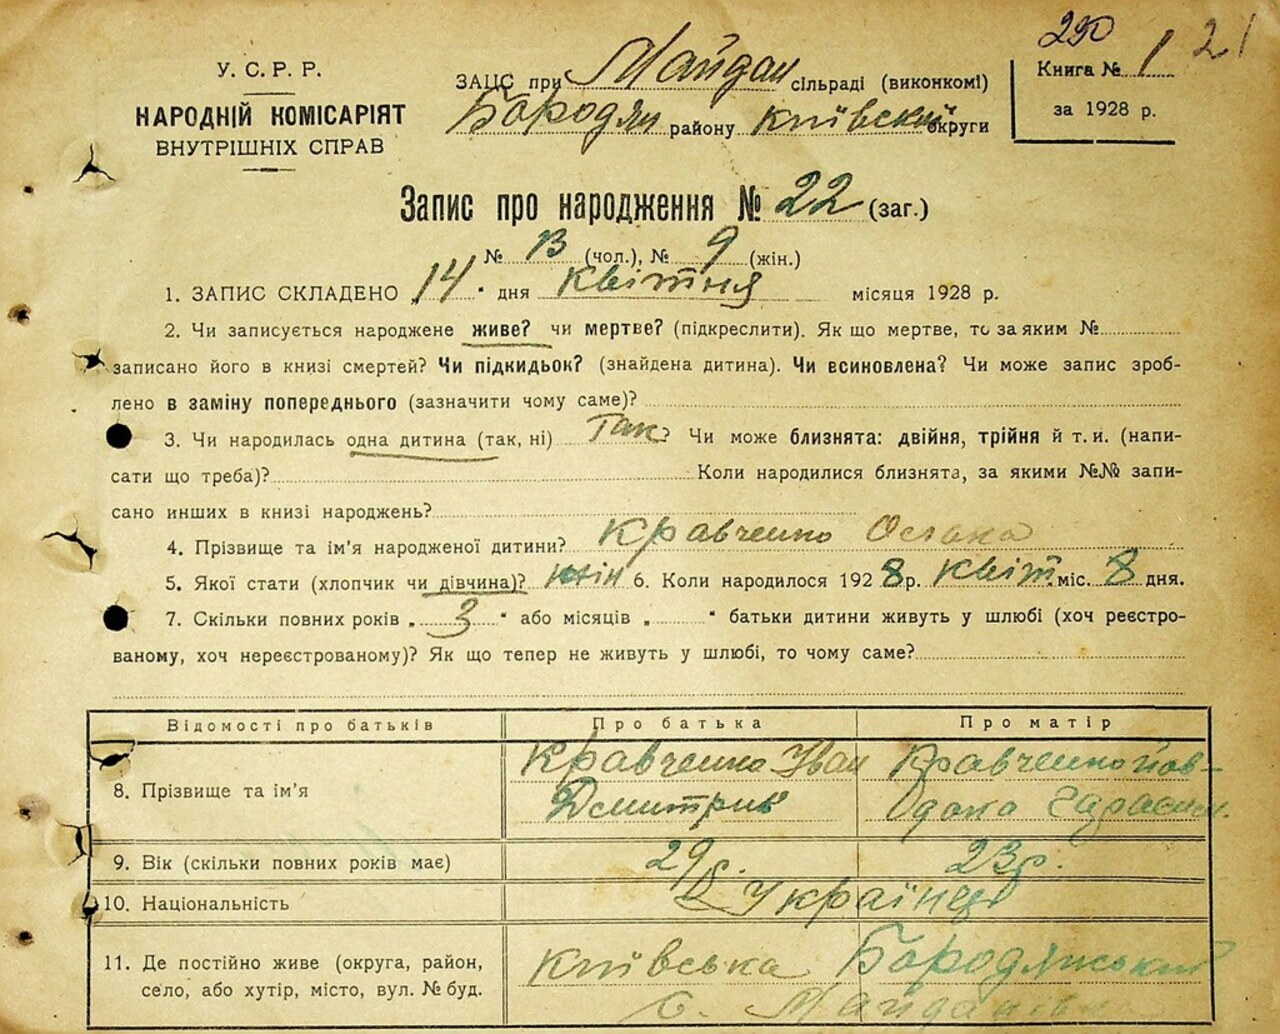 290
1 21
У. С. Р. Р.
НАРОДНІЙ КОМІСАРІЯТ
ВНУТРІШНІХ СПРАВ
ЗАЦС при Майдан сільраді (виконкомі)
Бородян району Київської округи
Книга № 1
за 1928 р.
Запис про народження № 22 (заг.)
№ 13 (чол.), № 9 (жін.)
1. ЗАПИС СКЛАДЕНО „14" дня квітня місяця 1928 р.
2. Чи записується народжене живе? чи мертве? (підкреслити). Як що мертве, то за яким №
записано його в книзі смертей? Чи підкидьок? (знайдена дитина). Чи всиновлена? Чи може запис зроб-
лено в заміну попереднього (зазначити чому саме)?
3. Чи народилась одна дитина (так, ні) Так? Чи може близнята: двійня, трійня й т. и. (напи-
сати що треба)? Коли народилися близнята, за якими №№ запи-
сано инших в книзі народжень?
4. Прізвище та ім'я народженої дитини? Кравченко
5. Якої стати (хлопчик чи дівчина)? жін 6. Коли народилося 1928 р. квіт. міс. 8 дня.
7. Скільки повних років „3" або місяців „ " батьки дитини живуть у шлюбі (хоч реєстро-
ваному, хоч нереєстрованому)? Як що тепер не живуть у шлюбі, то чому саме?
Відомості про батьків Про батька Про матір
8. Прізвище та ім'я
Кравченко Іван
Дмитрик
Кравченко
9. Вік (скільки повних років має) 29р. 23р.
10. Національність Українці
11. Де постійно живе (округа, район,
село, або хутір, місто, вул. № буд.
Київська Бородянський
с. Майданівка